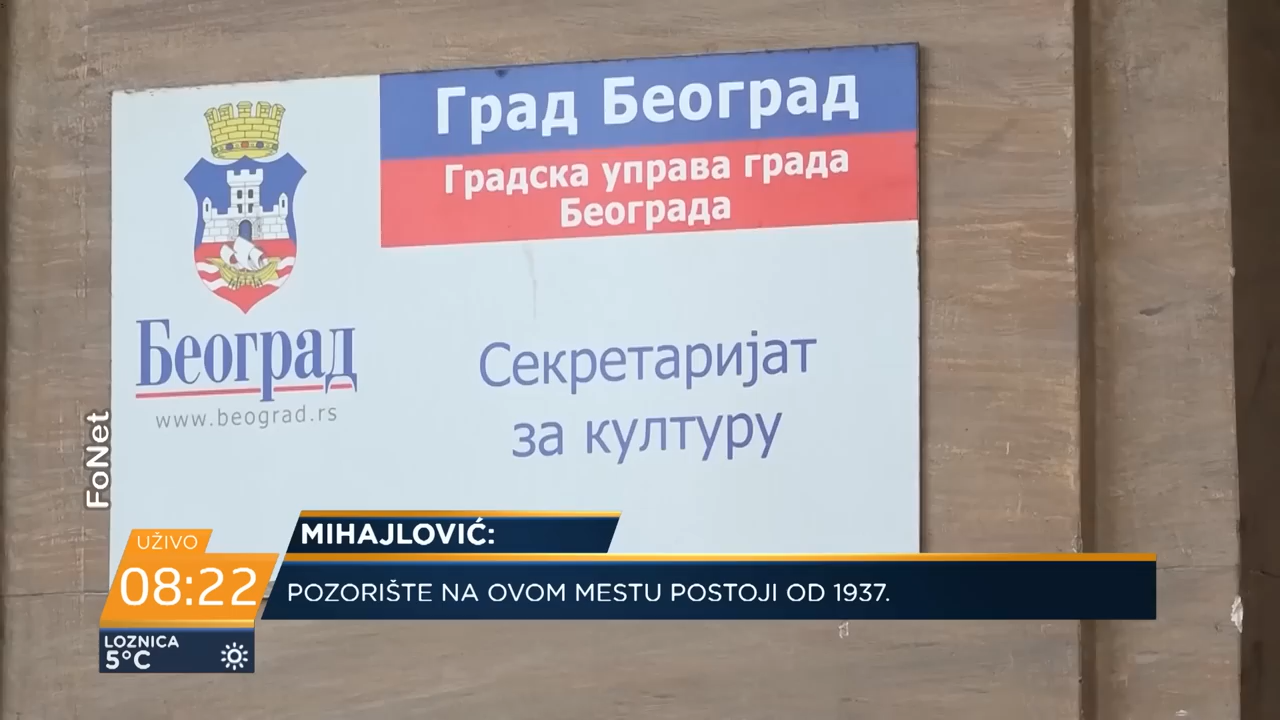 Град Београд
Градска управа града
Београда
Београд
www.beograd.rs
Секретаријат
за културу
FoNet
MIHAJLOVIĆ:
UŽIVO
08:22
POZORIŠTE NA OVOM MESTU POSTOJI OD 1937.
LOZNICA
5°C